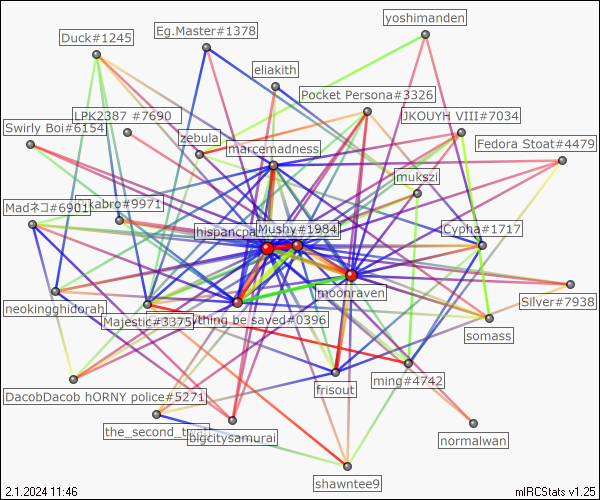 yoshimanden
Eg.Master#1378
Duck#1245
eliakith
Pocket Persona#3326
LPK2387 #7690
JKOUYH VIII#7034
Swirly Boi#6154
zebula
marcemadness
Fedora Stoat#4479
mukszi
kabro#9971
Madネコ#6901
hispancpa
Mushy#1984
Cypha#1717
moonraven
Silver#7938
neokingghidorah
Majestic#3375
ything be saved#0396
somass
DacobDacob hORNY police#5271
frisout
ming#4742
the_second_t
bigcitysamurai
normalwan
shawntee9
2.1.2024 11:46
mIRCStats v1.25